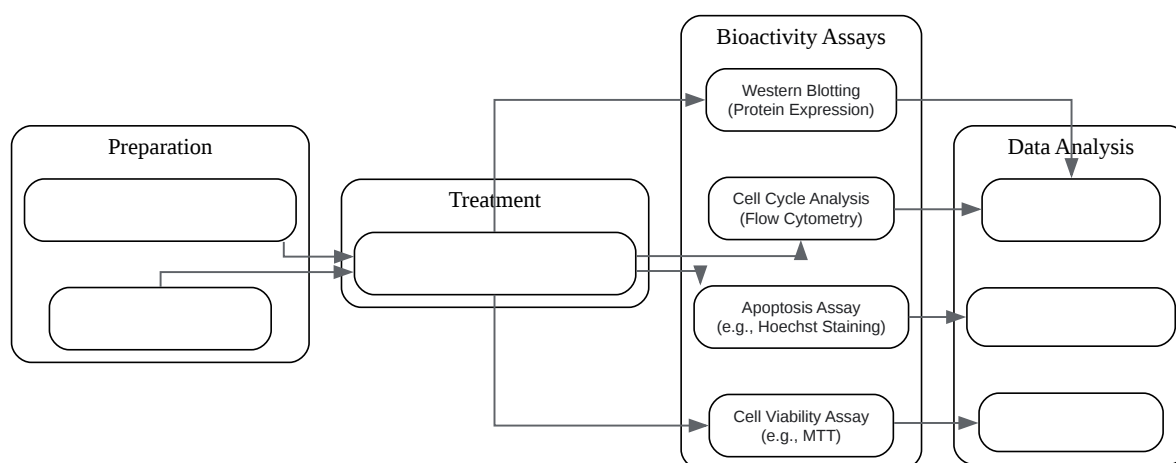 Preparation
Treatment
Bioactivity Assays
Western Blotting
(Protein Expression)
Cell Cycle Analysis
(Flow Cytometry)
Apoptosis Assay
(e.g., Hoechst Staining)
Cell Viability Assay
(e.g., MTT)
Data Analysis